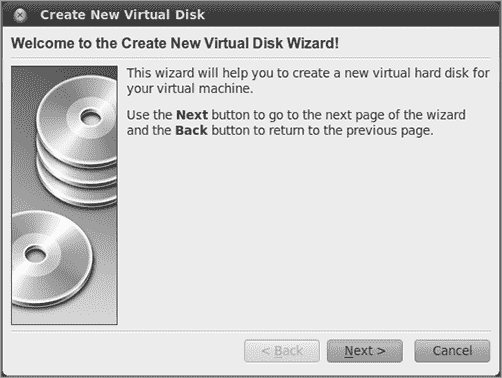 Create New Virtual Disk
Welcome to the Create New Virtual Disk Wizard!
This wizard will help you to create a new virtual hard disk for
your virtual machine.
Use the Next button to go to the next page of the wizard
and the Back button to return to the previous page.
< Back
Next >
Cancel